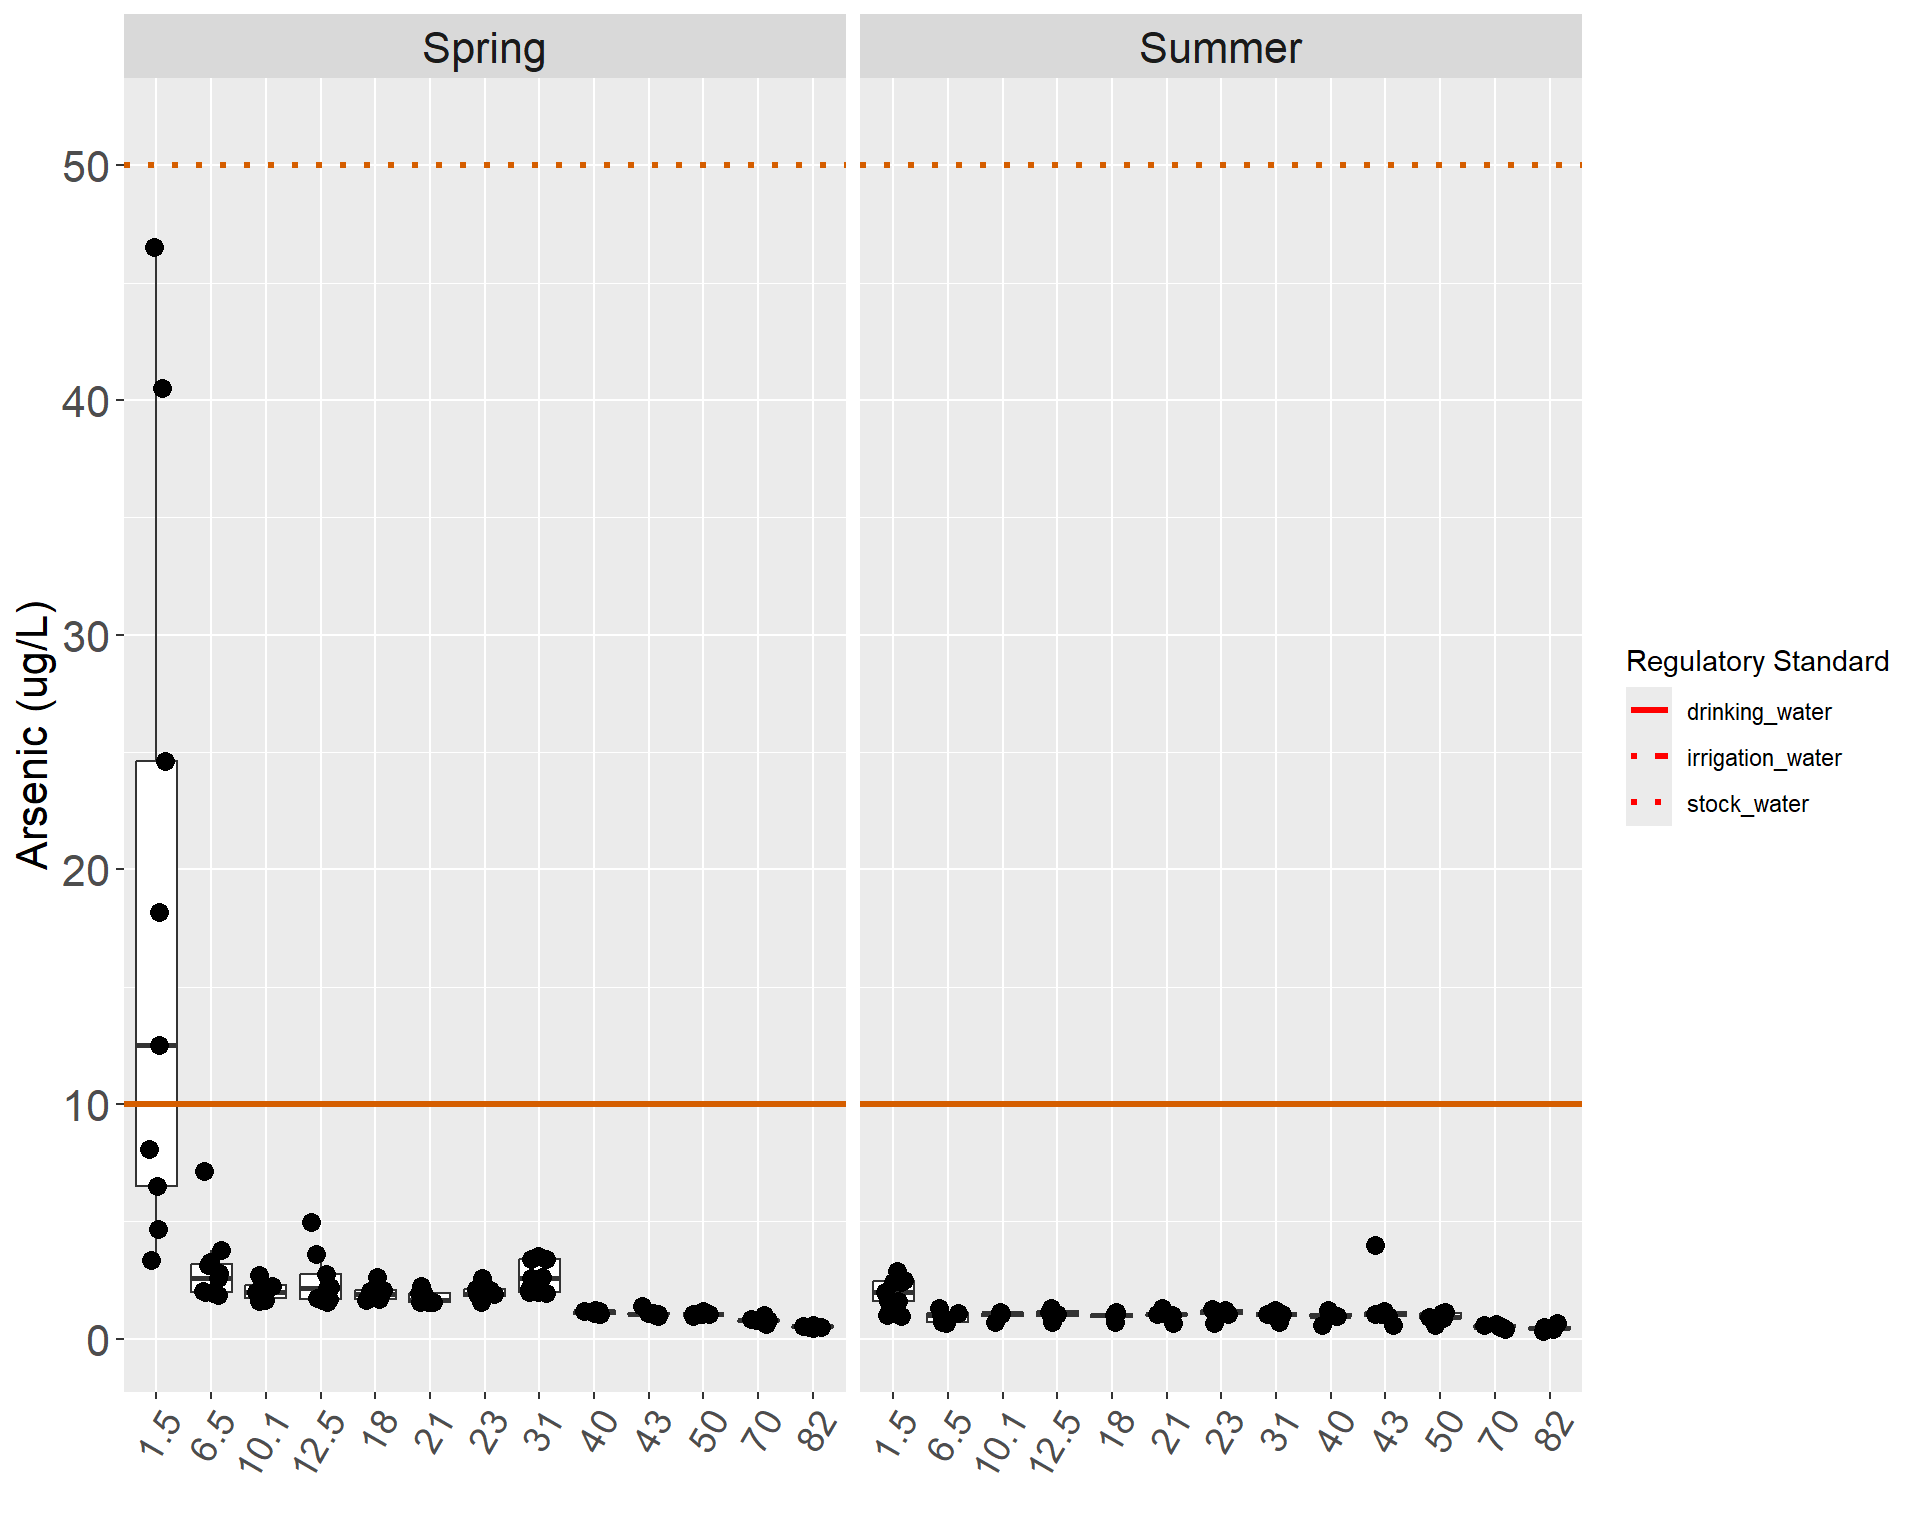 Spring
Summer
50
40
30
20
10
0
Arsenic (ug/L)
1.5 6.5 10.1 12.5 18 21 23 31 40 43 50 70 82
1.5 6.5 10.1 12.5 18 21 23 31 40 43 50 70 82
Regulatory Standard
drinking_water
irrigation_water
stock_water